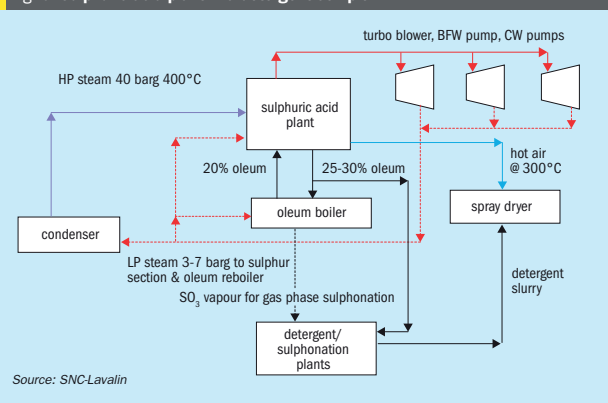 turbo blower, BFW pump, CW pumps
HP steam 40 barg 400°C
sulphuric acid
plant
hot air
@ 300°C
20% oleum
25-30% oleum
oleum boiler
spray dryer
condenser
LP steam 3-7 barg to sulphur
section & oleum reboiler
detergent
slurry
SO₃ vapour for gas phase sulphonation
detergent/
sulphonation
plants
Source: SNC-Lavalin